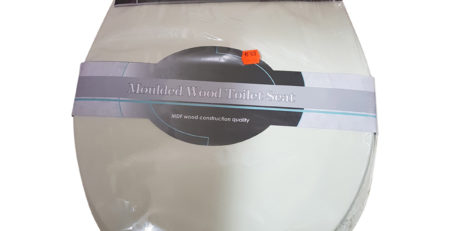 Moulded Wood Toilet Seat
MDF wood construction quality